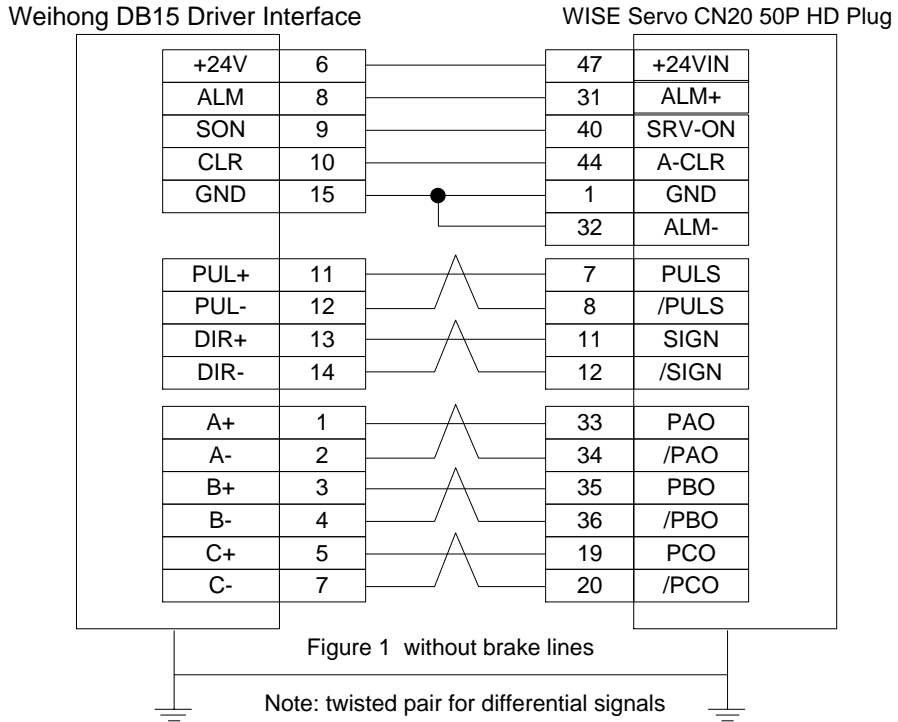 Weihong DB15 Driver Interface WISE Servo CN20 50P HD Plug
+24V 6 47 +24VIN
ALM 8 31 ALM+
SON 9 40 SRV-ON
CLR 10 44 A-CLR
GND 15 1 GND
32 ALM-
PUL+ 11 7 PULS
PUL- 12 8 /PULS
DIR+ 13 11 SIGN
DIR- 14 12 /SIGN
A+ 1 33 PAO
A- 2 34 /PAO
B+ 3 35 PBO
B- 4 36 /PBO
C+ 5 19 PCO
C- 7 20 /PCO
Figure 1 without brake lines
Note: twisted pair for differential signals